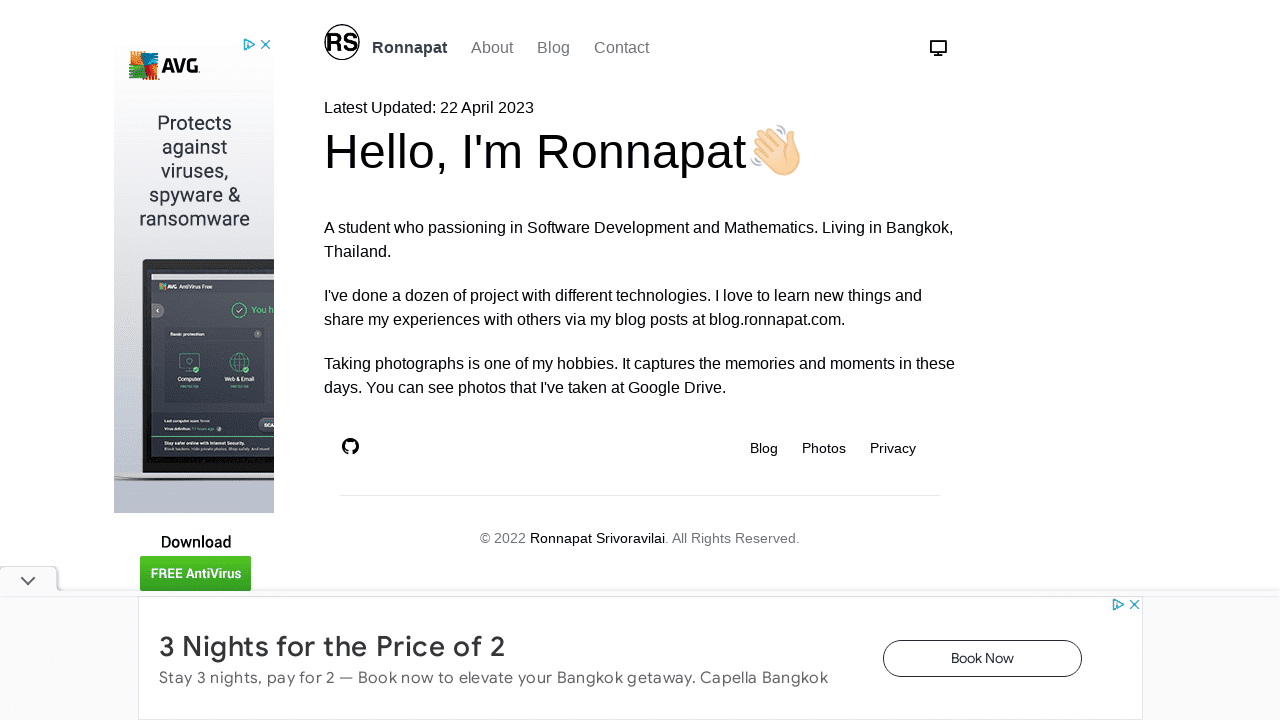 RS Ronnapat About Blog Contact
Latest Updated: 22 April 2023
Hello, I'm Ronnapat
A student who passioning in Software Development and Mathematics. Living in Bangkok,
Thailand.
I've done a dozen of project with different technologies. I love to learn new things and
share my experiences with others via my blog posts at blog.ronnapat.com.
Taking photographs is one of my hobbies. It captures the memories and moments in these
days. You can see photos that I've taken at Google Drive.
Blog Photos Privacy
© 2022 Ronnapat Srivoravilai. All Rights Reserved.
AVG
Protects
against
viruses,
spyware &
ransomware
AVG AntiVirus Free
You h
Basic protection
Computer Web & Email
Stay safer online with Internet Security.
Download
FREE AntiVirus
3 Nights for the Price of 2
Stay 3 nights, pay for 2 — Book now to elevate your Bangkok getaway. Capella Bangkok
Book Now